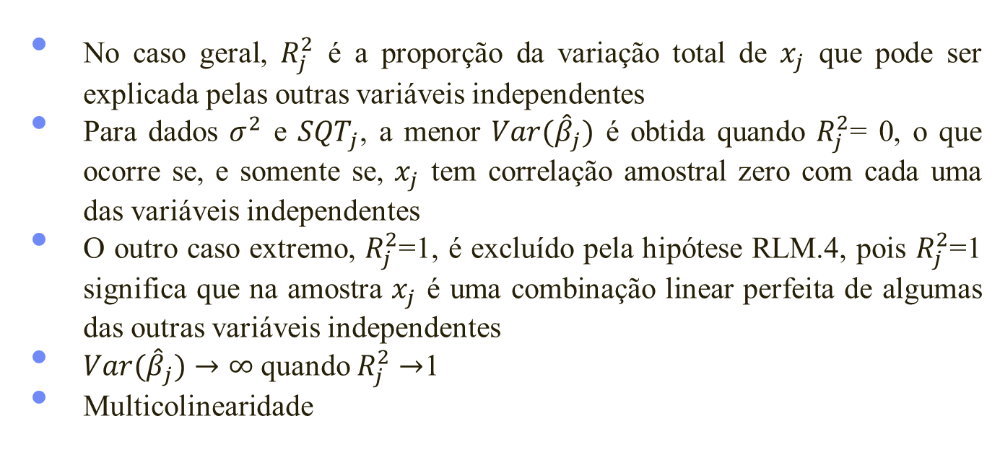 • No caso geral, $R_j^2$ é a proporção da variação total de $x_j$ que pode ser
explicada pelas outras variáveis independentes
• Para dados $\sigma^2$ e $SQT_j$, a menor $Var(\hat{\beta}_j)$ é obtida quando $R_j^2$= 0, o que
ocorre se, e somente se, $x_j$ tem correlação amostral zero com cada uma
das variáveis independentes
• O outro caso extremo, $R_j^2$=1, é excluído pela hipótese RLM.4, pois $R_j^2$=1
significa que na amostra $x_j$ é uma combinação linear perfeita de algumas
das outras variáveis independentes
• $Var(\hat{\beta}_j) \to \infty$ quando $R_j^2$ →1
• Multicolinearidade